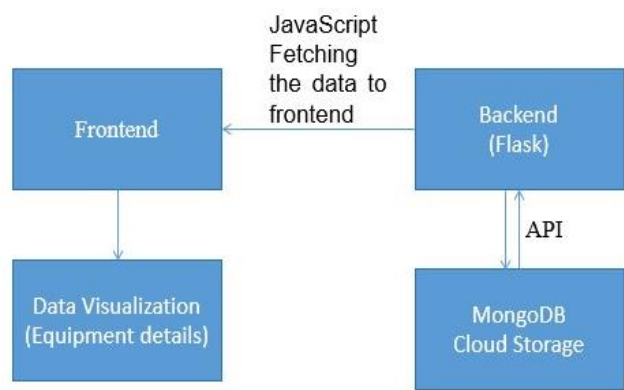 JavaScript
Fetching
the data to
frontend
Frontend
Backend
(Flask)
API
Data Visualization
(Equipment details)
MongoDB
Cloud Storage